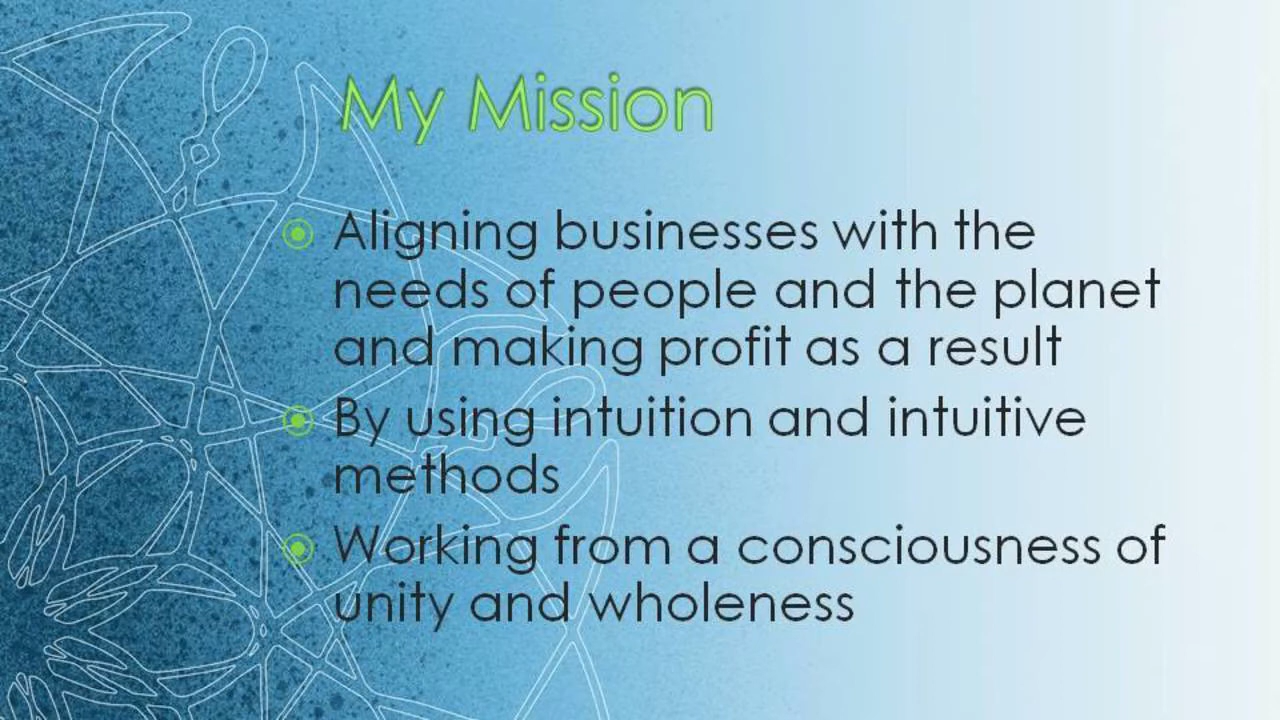 My Mission
Aligning businesses with the
needs of people and the planet
and making profit as a result
By using intuition and intuitive
methods
Working from a consciousness of
unity and wholeness